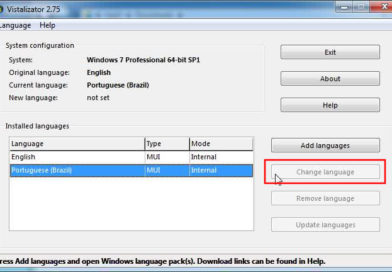 Vistalizator 2.75
Language Help
System configuration
System: Windows 7 Professional 64-bit SP1
Original language: English
Current language: Portuguese (Brazil)
New language: not set
Exit
About
Help
Installed languages
Language Type Mode
English MUI Internal
Portuguese (Brazil) MUI Internal
Add languages
Change language
Remove language
Update languages
ress Add languages and open Windows language pack(s). Download links can be found in Help.